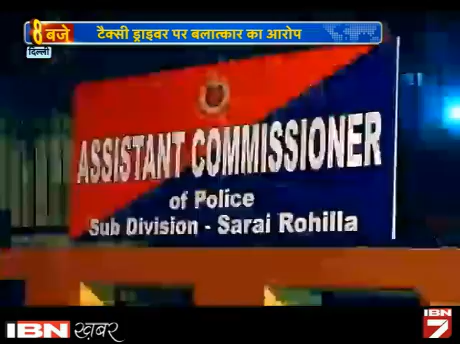 8 बजे
टैक्सी ड्राइवर पर बलात्कार का आरोप
दिल्ली
ASSISTANT COMMISSIONER
of Police
Sub Division - Sarai Rohilla
IBN ख़बर
IBN
7